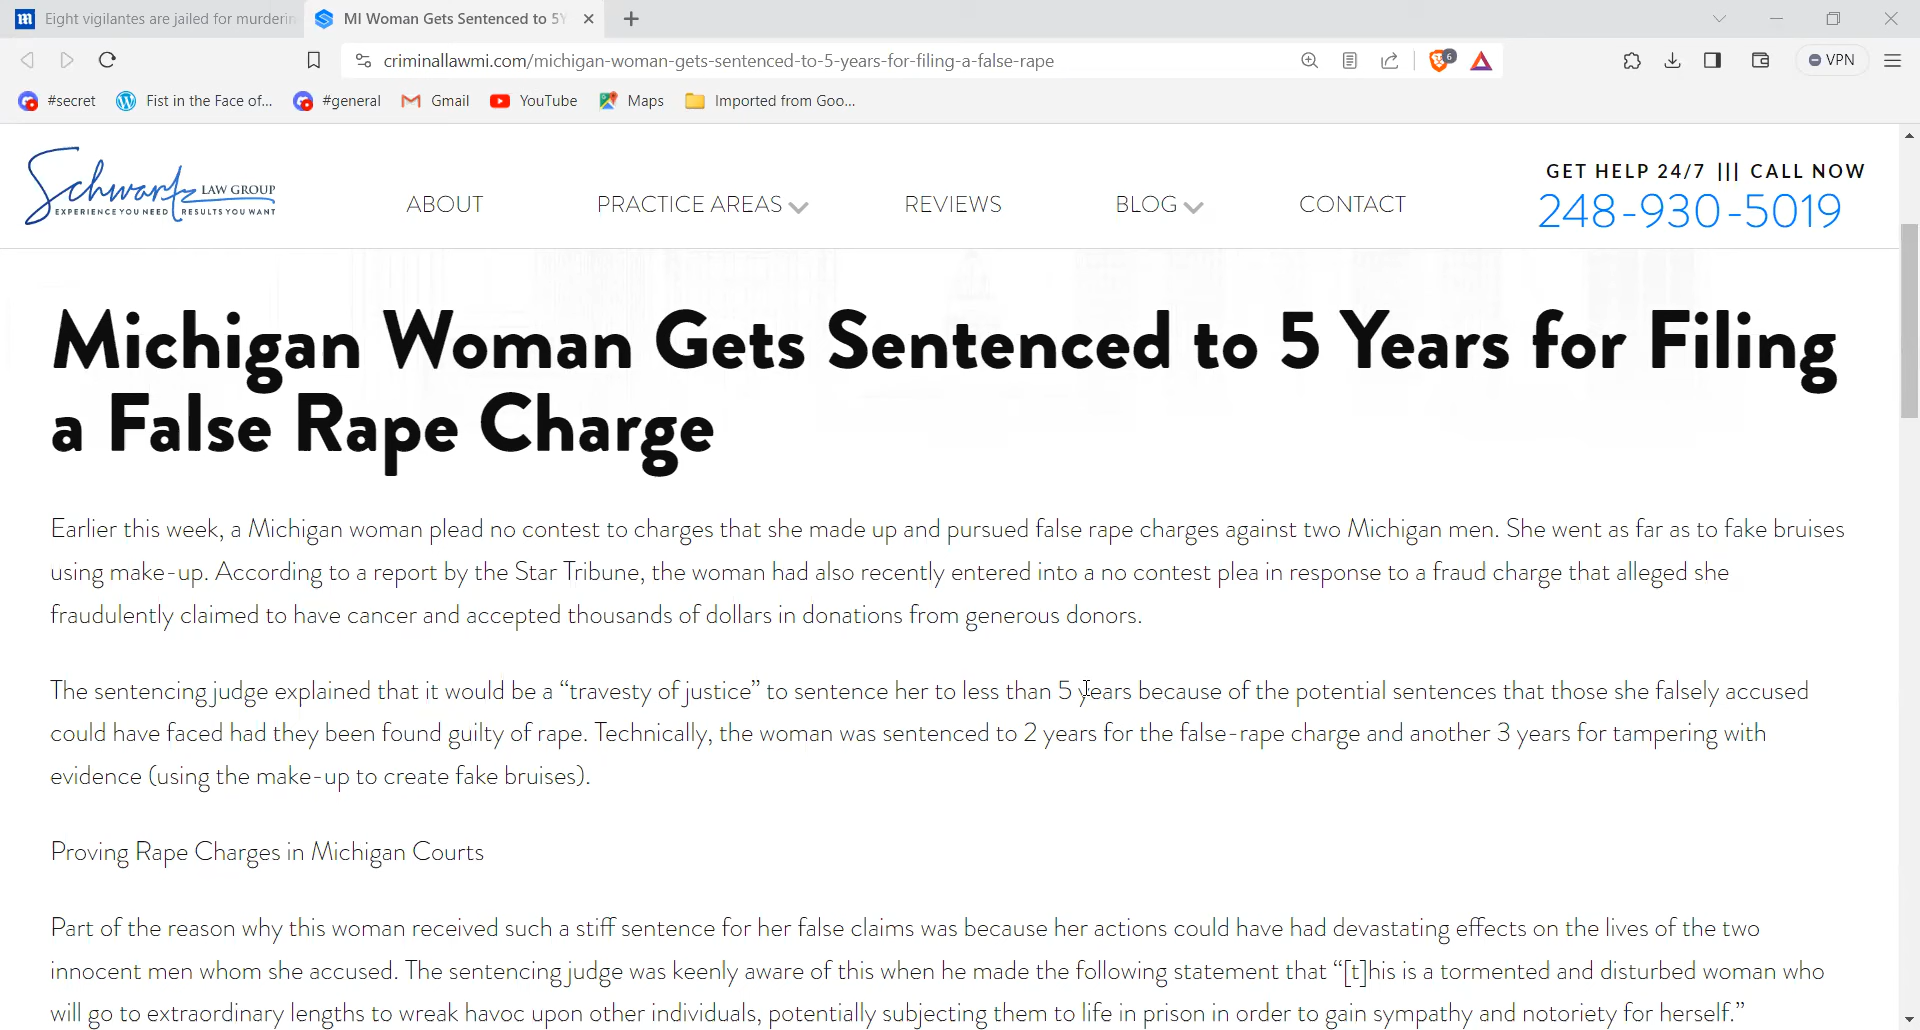 Eight vigilantes are jailed for murderin
MI Woman Gets Sentenced to 5Y
criminallawmi.com/michigan-woman-gets-sentenced-to-5-years-for-filing-a-false-rape
6
VPN
#secret
Fist in the Face of...
#general
Gmail
YouTube
Maps
Imported from Goo...
Schwartz LAW GROUP
EXPERIENCE YOU NEED RESULTS YOU WANT
ABOUT
PRACTICE AREAS
REVIEWS
BLOG
CONTACT
GET HELP 24/7 ||| CALL NOW
248-930-5019
Michigan Woman Gets Sentenced to 5 Years for Filing
a False Rape Charge
Earlier this week, a Michigan woman plead no contest to charges that she made up and pursued false rape charges against two Michigan men. She went as far as to fake bruises
using make-up. According to a report by the Star Tribune, the woman had also recently entered into a no contest plea in response to a fraud charge that alleged she
fraudulently claimed to have cancer and accepted thousands of dollars in donations from generous donors.
The sentencing judge explained that it would be a “travesty of justice” to sentence her to less than 5 years because of the potential sentences that those she falsely accused
could have faced had they been found guilty of rape. Technically, the woman was sentenced to 2 years for the false-rape charge and another 3 years for tampering with
evidence (using the make-up to create fake bruises).
Proving Rape Charges in Michigan Courts
Part of the reason why this woman received such a stiff sentence for her false claims was because her actions could have had devastating effects on the lives of the two
innocent men whom she accused. The sentencing judge was keenly aware of this when he made the following statement that “[t]his is a tormented and disturbed woman who
will go to extraordinary lengths to wreak havoc upon other individuals, potentially subjecting them to life in prison in order to gain sympathy and notoriety for herself.”